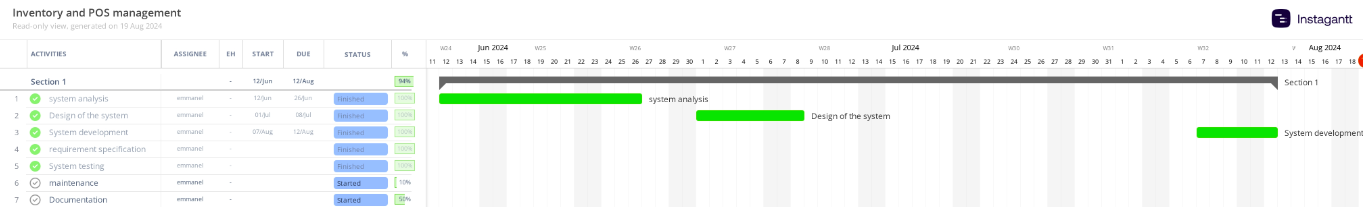 Inventory and POS management
Read-only view, generated on 19 Aug 2024
Instagantt
ACTIVITIES ASSIGNEE EH START DUE STATUS %
W24 Jun 2024 W25 W26 W27 W28 Jul 2024 W30 W31 W32 Aug 2024
11 12 13 14 15 16 17 18 19 20 21 22 23 24 25 26 27 28 29 30 1 2 3 4 5 6 7 8 9 10 11 12 13 14 15 16 17 18 19 20 21 22 23 24 25 26 27 28 29 30 31 1 2 3 4 5 6 7 8 9 10 11 12 13 14 15 16 17 18
Section 1 - 12/Jun 12/Aug 94% Section 1
1 system analysis emmanel - 12/Jun 26/Jun Finished 100% system analysis
2 Design of the system emmanel - 01/Jul 08/Jul Finished 100% Design of the system
3 System development emmanel - 07/Aug 12/Aug Finished 100% System development
4 requirement specification emmanel - Finished 100%
5 System testing emmanel - Finished 100%
6 maintenance emmanel - Started 10%
7 Documentation emmanel - Started 50%